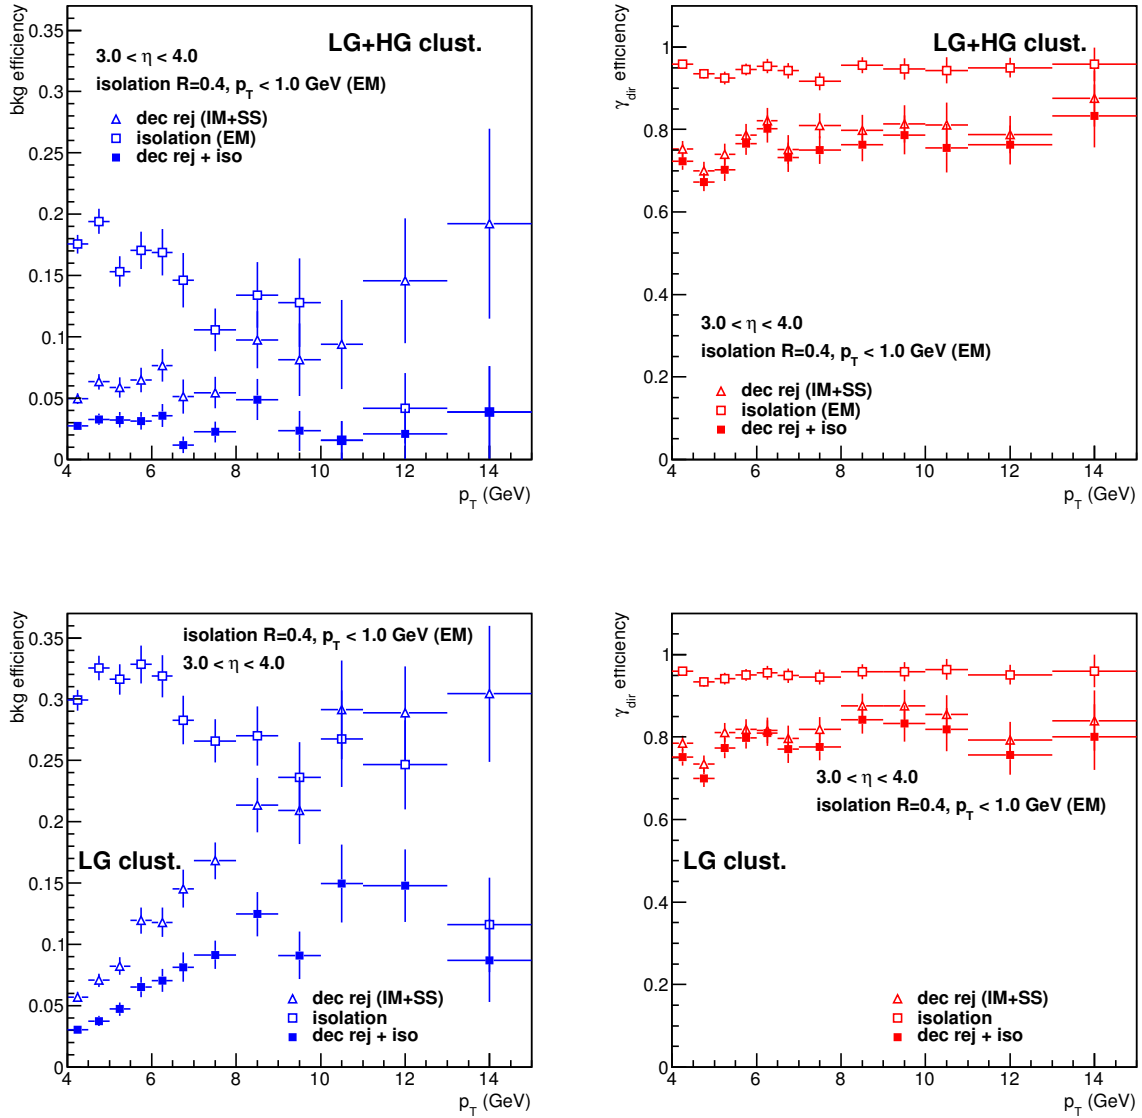 bkg efficiency
0.35
0.3
0.25
0.2
0.15
0.1
0.05
0
LG+HG clust.
3.0 < η < 4.0
isolation R=0.4, p_T < 1.0 GeV (EM)
dec rej (IM+SS)
isolation (EM)
dec rej + iso
4 6 8 10 12 14
p_T (GeV)
γ_dir efficiency
1
0.8
0.6
0.4
0.2
0
LG+HG clust.
3.0 < η < 4.0
isolation R=0.4, p_T < 1.0 GeV (EM)
dec rej (IM+SS)
isolation (EM)
dec rej + iso
4 6 8 10 12 14
p_T (GeV)
bkg efficiency
0.35
0.3
0.25
0.2
0.15
0.1
0.05
0
isolation R=0.4, p_T < 1.0 GeV (EM)
3.0 < η < 4.0
LG clust.
dec rej (IM+SS)
isolation
dec rej + iso
4 6 8 10 12 14
p_T (GeV)
γ_dir efficiency
1
0.8
0.6
0.4
0.2
0
3.0 < η < 4.0
isolation R=0.4, p_T < 1.0 GeV (EM)
LG clust.
dec rej (IM+SS)
isolation
dec rej + iso
4 6 8 10 12 14
p_T (GeV)